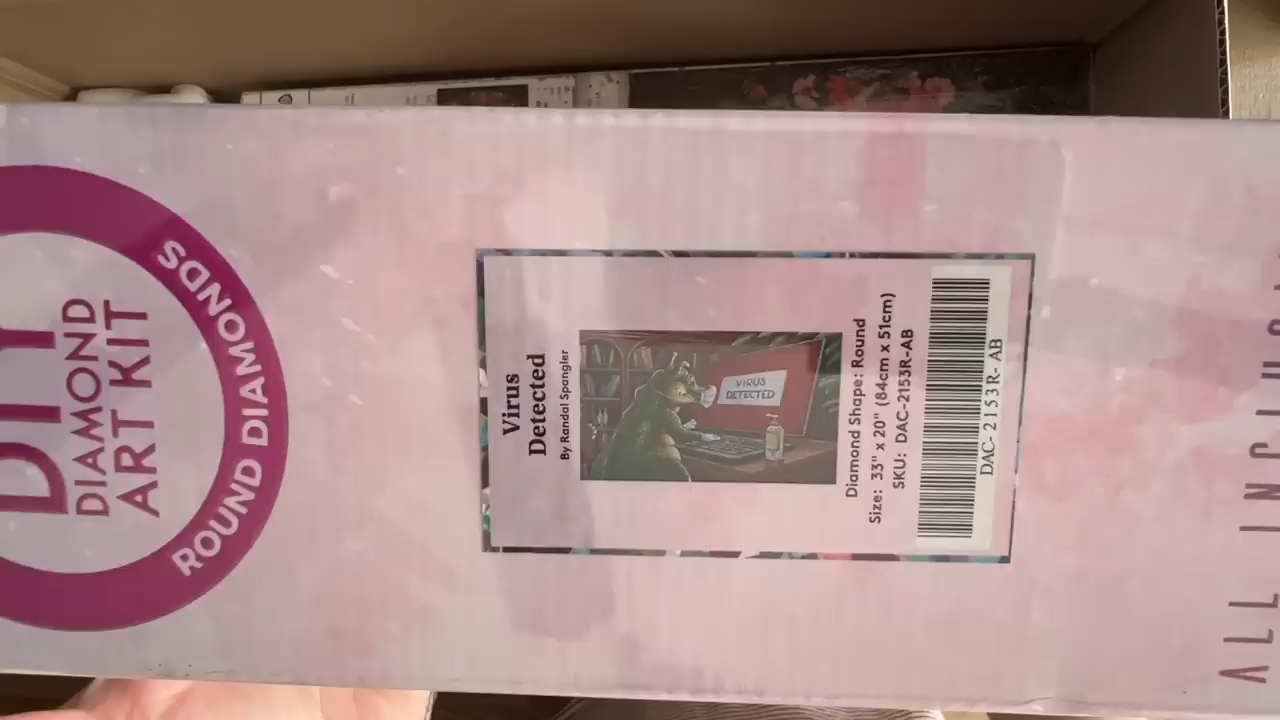 DIY
DIAMOND
ART KIT
ROUND DIAMONDS
Virus
Detected
By Randal Spangler
VIRUS
DETECTED
Diamond Shape: Round
Size: 33" x 20" (84cm x 51cm)
SKU: DAC-2153R-AB
DAC- 2153R- AB
ALL